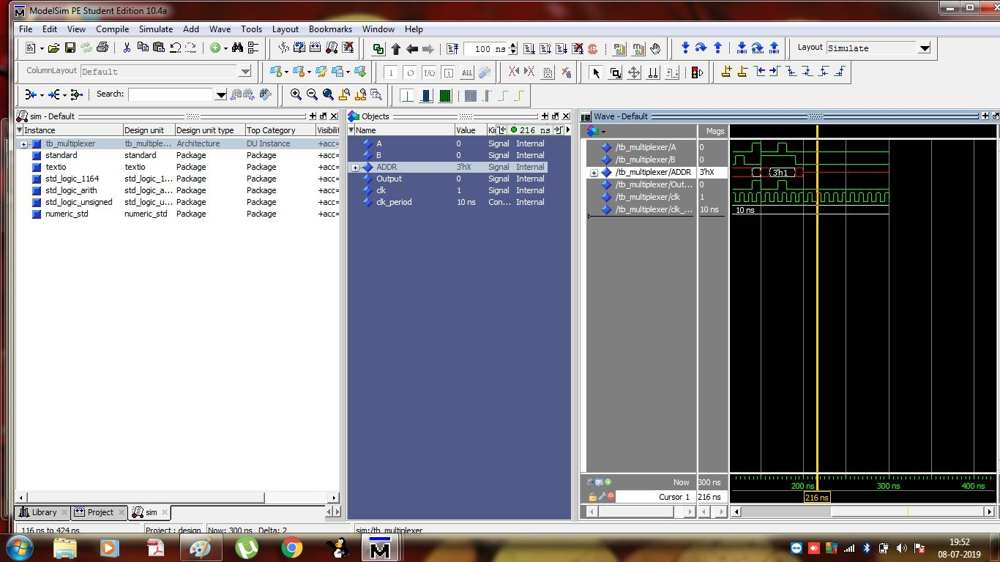 ModelSim PE Student Edition 10.4a
File Edit View Compile Simulate Add Wave Tools Layout Bookmarks Window Help
100 ns Layout Simulate
ColumnLayout Default
Search:
sim - Default
Instance Design unit Design unit type Top Category Visibilit
tb_multiplexer tb_multiple... Architecture DU Instance +acc=
standard standard Package Package +acc=
textio textio Package Package +acc=
std_logic_1164 std_logic_1... Package Package +acc=
std_logic_arith std_logic_a... Package Package +acc=
std_logic_unsigned std_logic_u... Package Package +acc=
numeric_std numeric_std Package Package +acc=
Library Project sim
Objects
Name Value Ki 216 ns
A 0 Signal Internal
B 0 Signal Internal
ADDR 3'hX Signal Internal
Output 0 Signal Internal
clk 1 Signal Internal
clk_period 10 ns Con... Internal
Wave - Default
Msgs
/tb_multiplexer/A 0
/tb_multiplexer/B 0
/tb_multiplexer/ADDR 3'hX 3'h1
/tb_multiplexer/Out... 0
/tb_multiplexer/clk 1
/tb_multiplexer/clk_... 10 ns 10 ns
Now 300 ns 200 ns 300 ns 400 ns
Cursor 1 216 ns 216 ns
116 ns to 424 ns Project : design Now: 300 ns Delta: 2 sim:/tb_multiplexer
19:52
08-07-2019